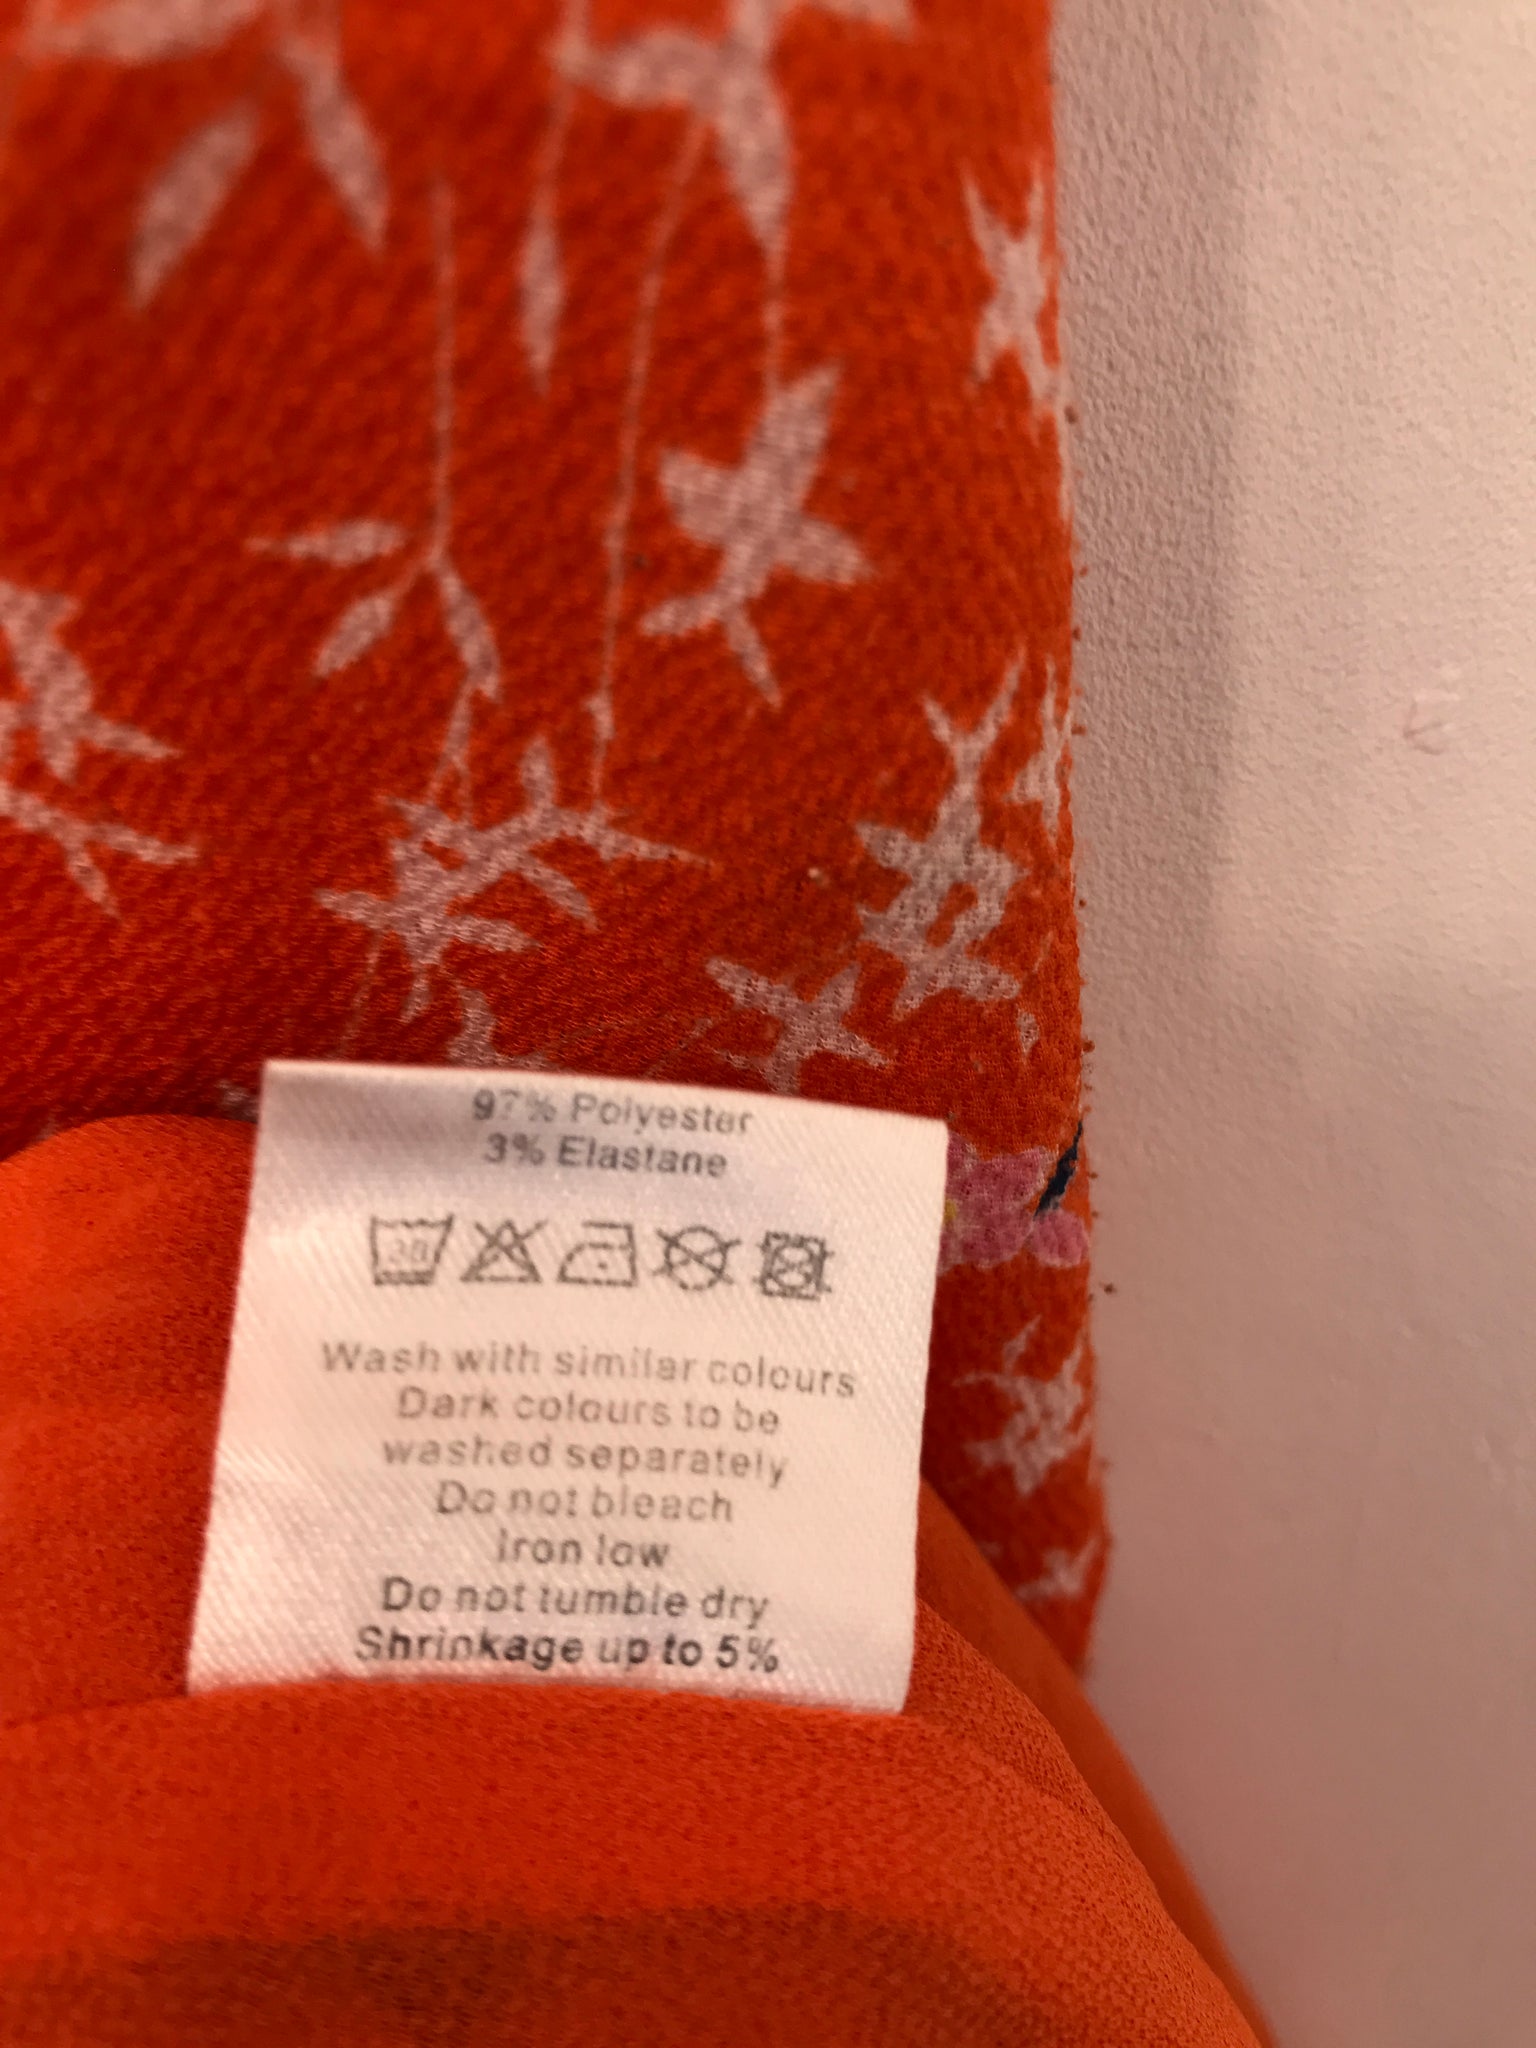 97% Polyester
3% Elastane
30
Wash with similar colours
Dark colours to be
washed separately
Do not bleach
Iron low
Do not tumble dry
Shrinkage up to 5%